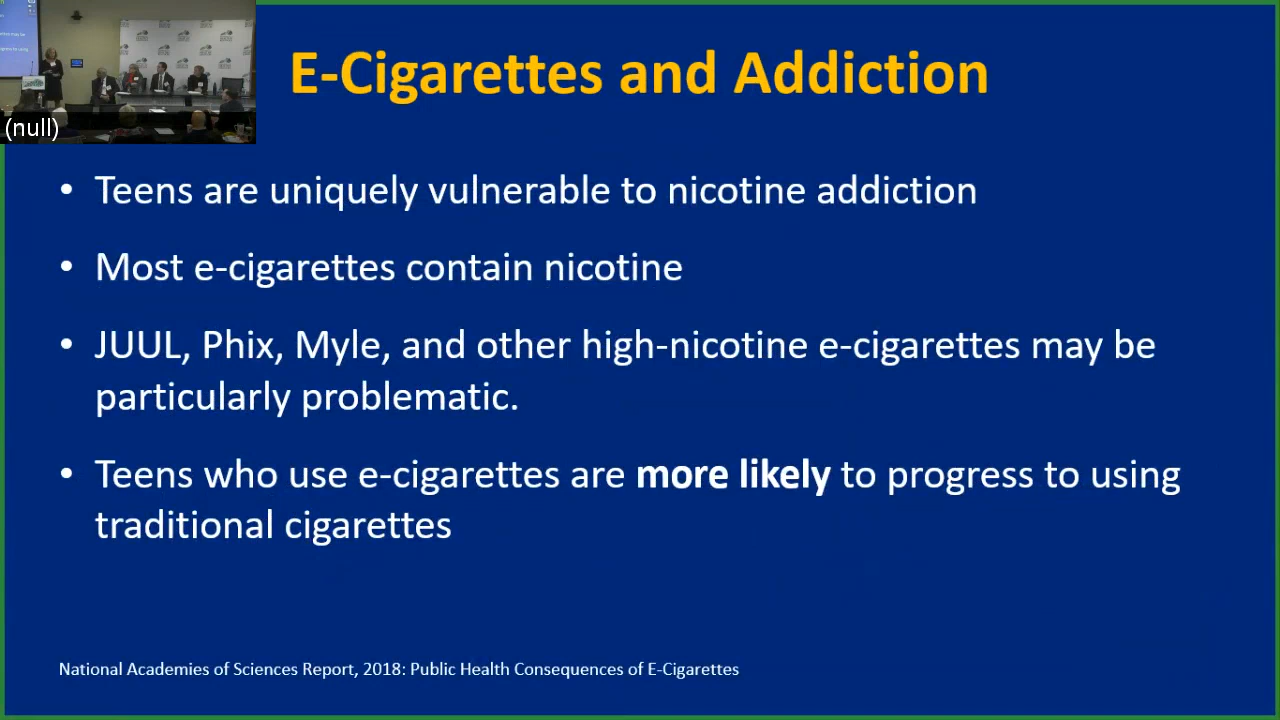 E-Cigarettes and Addiction
(null)
• Teens are uniquely vulnerable to nicotine addiction
• Most e-cigarettes contain nicotine
• JUUL, Phix, Myle, and other high-nicotine e-cigarettes may be
particularly problematic.
• Teens who use e-cigarettes are more likely to progress to using
traditional cigarettes
National Academies of Sciences Report, 2018: Public Health Consequences of E-Cigarettes